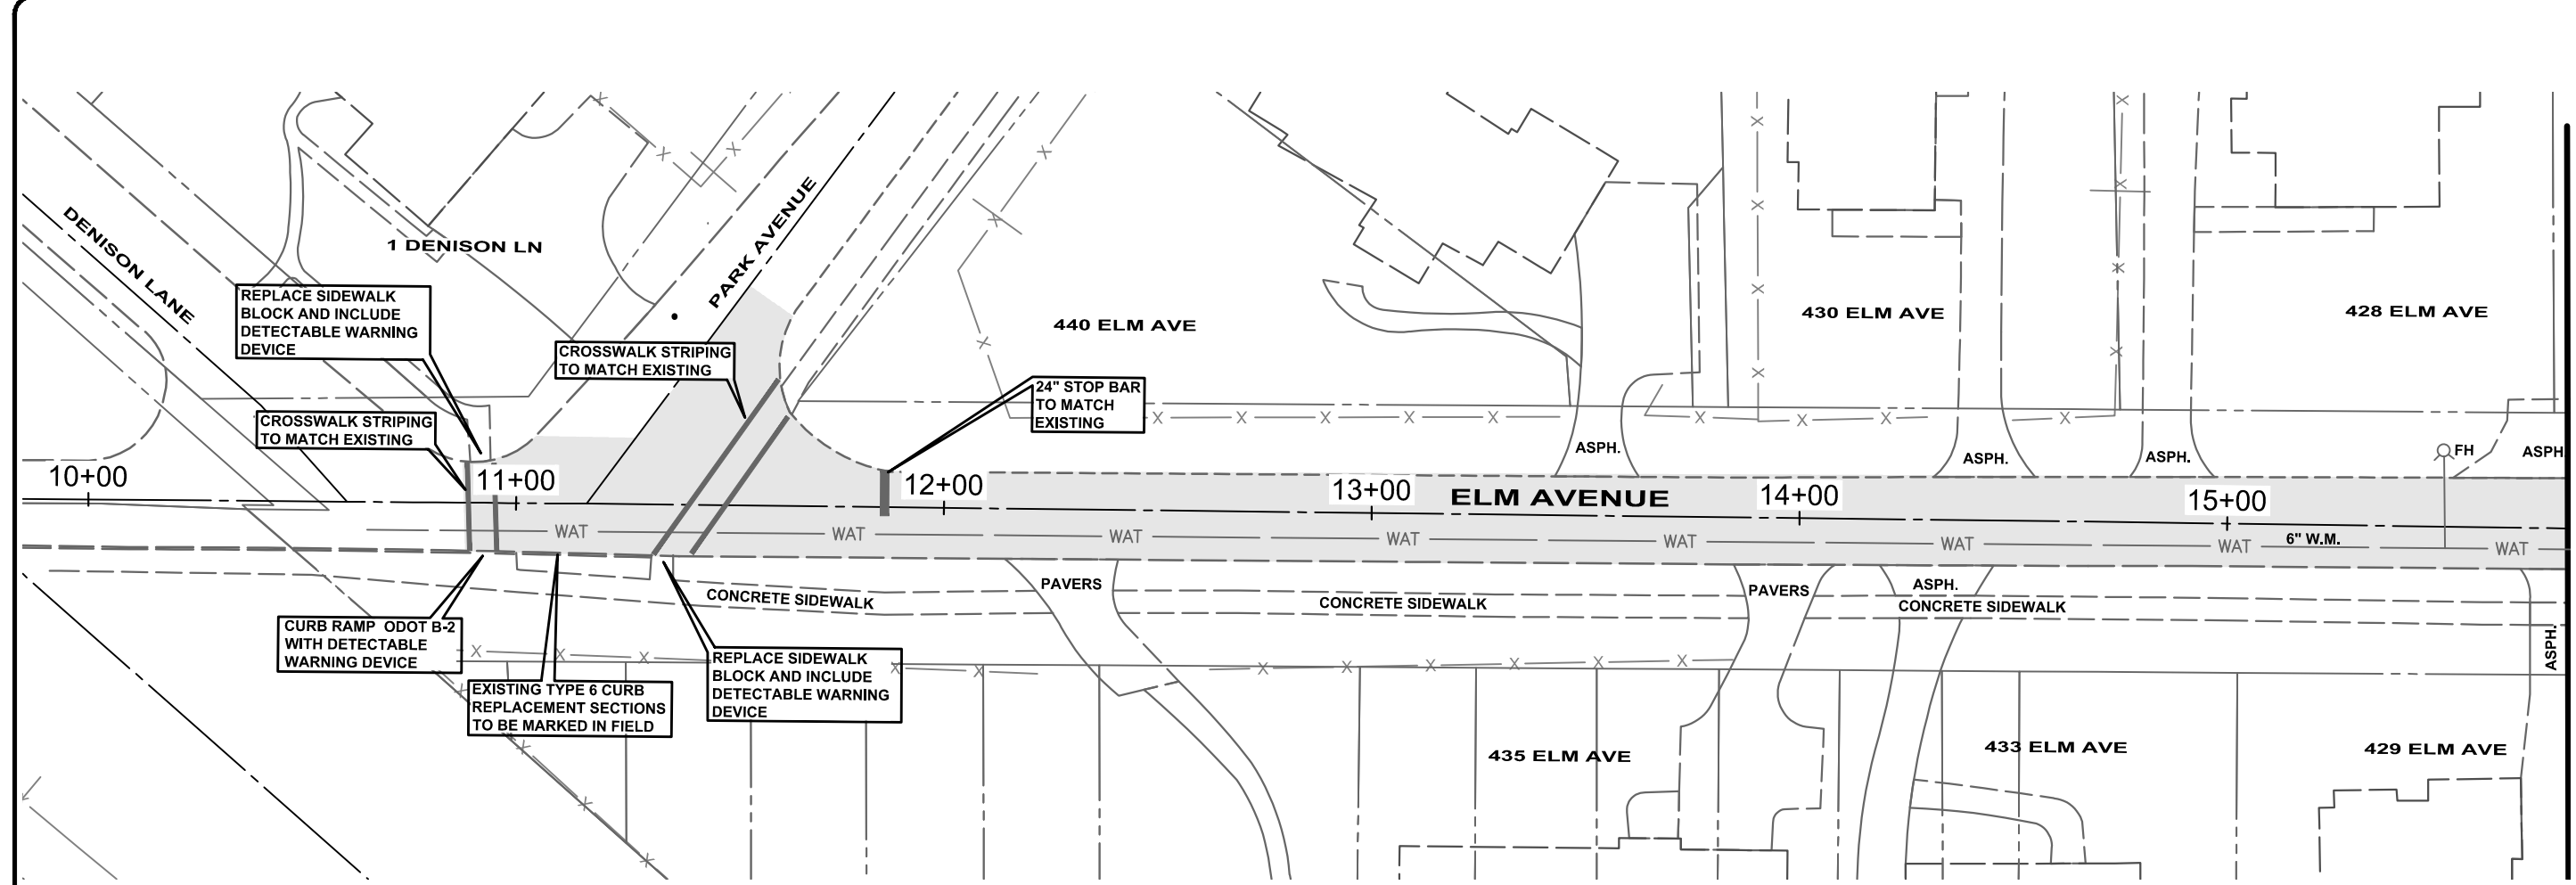 DENISON LANE
1 DENISON LN
PARK AVENUE
REPLACE SIDEWALK
BLOCK AND INCLUDE
DETECTABLE WARNING
DEVICE
CROSSWALK STRIPING
TO MATCH EXISTING
CROSSWALK STRIPING
TO MATCH EXISTING
440 ELM AVE
24" STOP BAR
TO MATCH
EXISTING
430 ELM AVE
428 ELM AVE
ASPH.
ASPH.
ASPH.
FH
ASPH
10+00
11+00
12+00
13+00
ELM AVENUE
14+00
15+00
WAT
WAT
WAT
WAT
WAT
WAT
WAT
6" W.M.
WAT
PAVERS
PAVERS
ASPH.
CONCRETE SIDEWALK
CONCRETE SIDEWALK
CONCRETE SIDEWALK
ASPH.
CURB RAMP ODOT B-2
WITH DETECTABLE
WARNING DEVICE
EXISTING TYPE 6 CURB
REPLACEMENT SECTIONS
TO BE MARKED IN FIELD
REPLACE SIDEWALK
BLOCK AND INCLUDE
DETECTABLE WARNING
DEVICE
435 ELM AVE
433 ELM AVE
429 ELM AVE